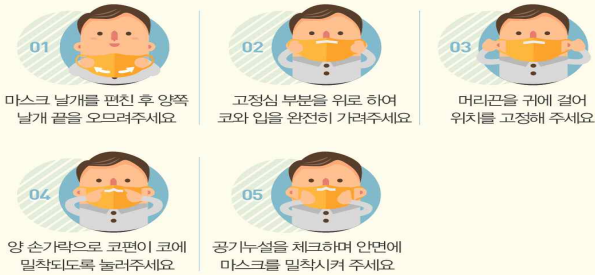 01
마스크 날개를 편친 후 양쪽
날개 끝을 오므려주세요
02
고정심 부분을 위로 하여
코와 입을 완전히 가려주세요
03
머리끈을 귀에 걸어
위치를 고정해 주세요
04
양 손가락으로 코편이 코에
밀착되도록 눌러주세요
05
공기누설을 체크하며 안면에
마스크를 밀착시켜 주세요